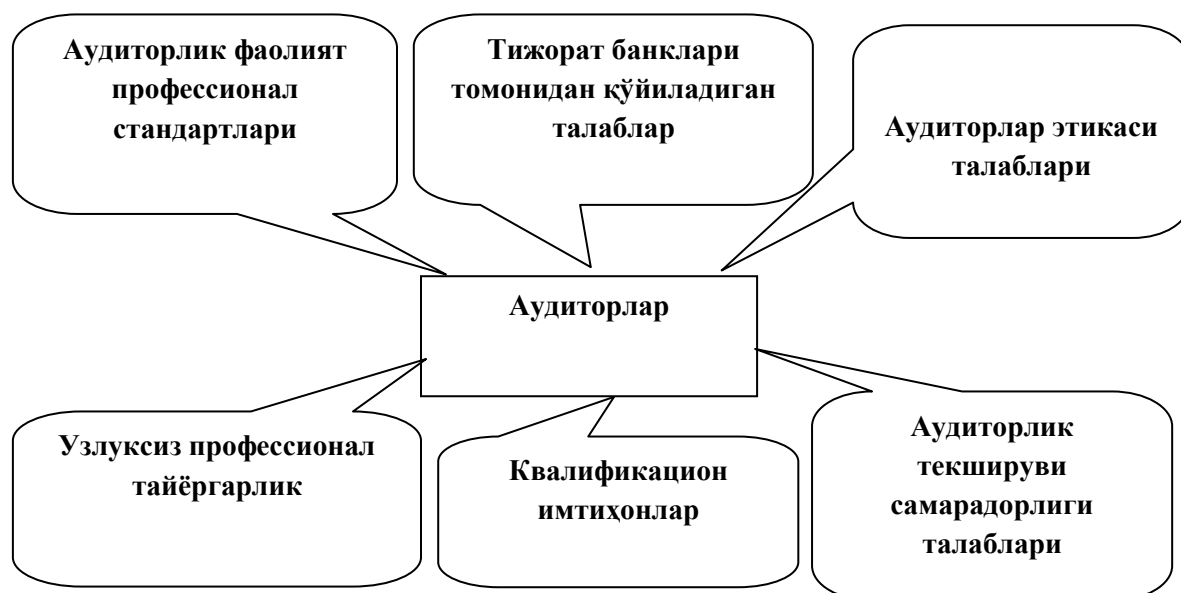 Аудиторлик фаолият
профессионал
стандартлари
Тижорат банклари
томонидан қўйиладиган
талаблар
Аудиторлар этикаси
талаблари
Аудиторлар
Узлуксиз профессионал
тайёргарлик
Квалификацион
имтиҳонлар
Аудиторлик
текшируви
самарадорлиги
талаблари